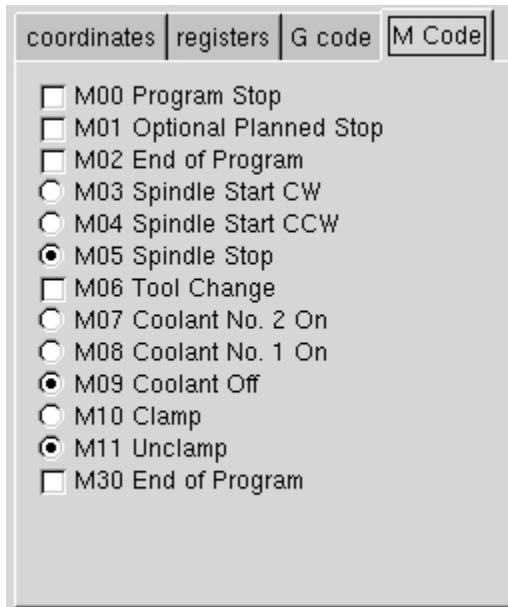 coordinates registers G code M Code
M00 Program Stop
M01 Optional Planned Stop
M02 End of Program
M03 Spindle Start CW
M04 Spindle Start CCW
M05 Spindle Stop
M06 Tool Change
M07 Coolant No. 2 On
M08 Coolant No. 1 On
M09 Coolant Off
M10 Clamp
M11 Unclamp
M30 End of Program